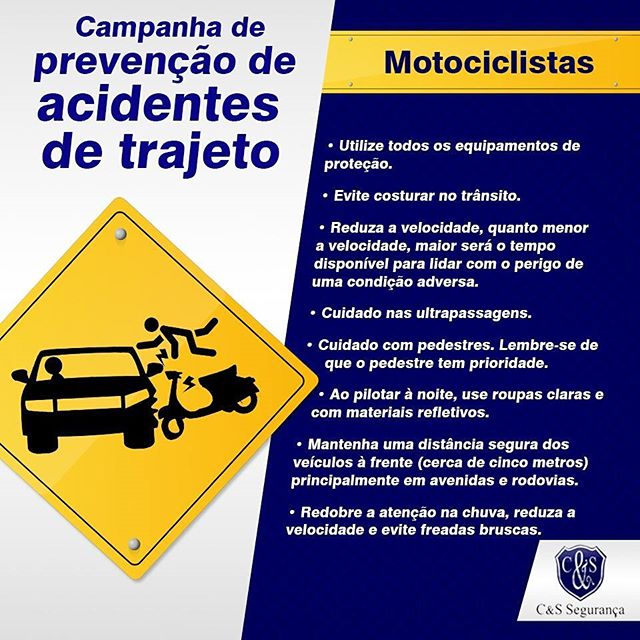 Campanha de
prevenção de
acidentes
de trajeto
Motociclistas
• Utilize todos os equipamentos de
proteção.
• Evite costurar no trânsito.
• Reduza a velocidade, quanto menor
a velocidade, maior será o tempo
disponível para lidar com o perigo de
uma condição adversa.
• Cuidado nas ultrapassagens.
• Cuidado com pedestres. Lembre-se de
que o pedestre tem prioridade.
• Ao pilotar à noite, use roupas claras e
com materiais refletivos.
• Mantenha uma distância segura dos
veículos à frente (cerca de cinco metros)
principalmente em avenidas e rodovias.
• Redobre a atenção na chuva, reduza a
velocidade e evite freadas bruscas.
C&S
C&S Segurança